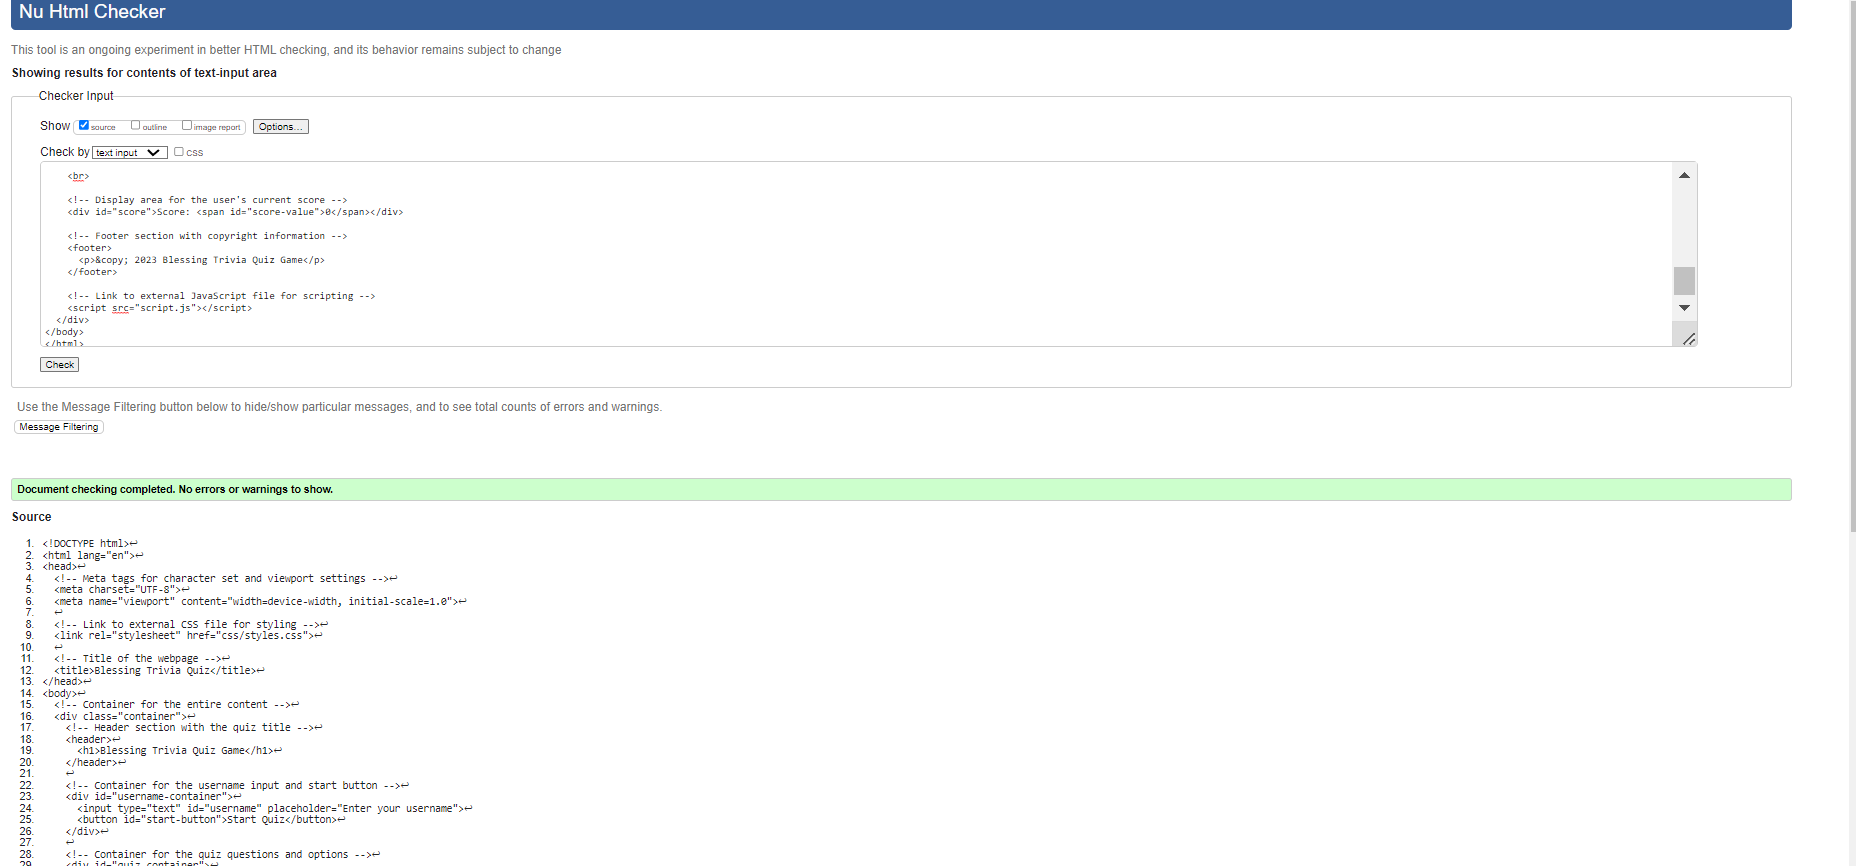 Nu Html Checker
This tool is an ongoing experiment in better HTML checking, and its behavior remains subject to change
Showing results for contents of text-input area
Checker Input
Show source outline image report Options...
Check by text input css
<br>
<!-- Display area for the user's current score -->
<div id="score">Score: <span id="score-value">0</span></div>
<!-- Footer section with copyright information -->
<footer>
<p>&copy; 2023 Blessing Trivia Quiz Game</p>
</footer>
<!-- Link to external JavaScript file for scripting -->
<script src="script.js"></script>
</div>
</body>
</html>
Check
Use the Message Filtering button below to hide/show particular messages, and to see total counts of errors and warnings.
Message Filtering
Document checking completed. No errors or warnings to show.
Source
1. <!DOCTYPE html>↩
2. <html lang="en">↩
3. <head>↩
4. <!-- Meta tags for character set and viewport settings -->↩
5. <meta charset="UTF-8">↩
6. <meta name="viewport" content="width=device-width, initial-scale=1.0">↩
7. ↩
8. <!-- Link to external CSS file for styling -->↩
9. <link rel="stylesheet" href="css/styles.css">↩
10. ↩
11. <!-- Title of the webpage -->↩
12. <title>Blessing Trivia Quiz</title>↩
13. </head>↩
14. <body>↩
15. <!-- Container for the entire content -->↩
16. <div class="container">↩
17. <!-- Header section with the quiz title -->↩
18. <header>↩
19. <h1>Blessing Trivia Quiz Game</h1>↩
20. </header>↩
21. ↩
22. <!-- Container for the username input and start button -->↩
23. <div id="username-container">↩
24. <input type="text" id="username" placeholder="Enter your username">↩
25. <button id="start-button">Start Quiz</button>↩
26. </div>↩
27. ↩
28. <!-- Container for the quiz questions and options -->↩
29. <div id="quiz-container">↩